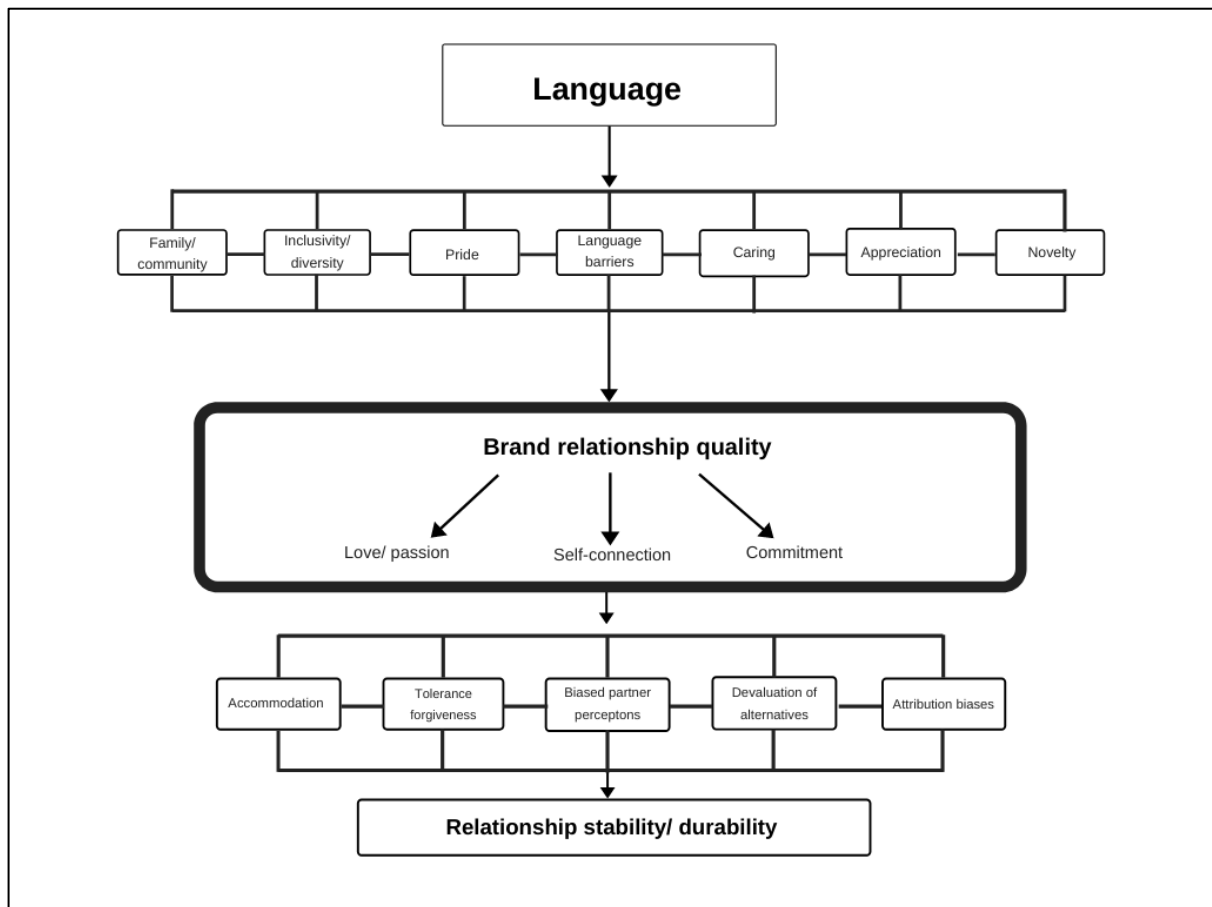 Language
Family/
community
Inclusivity/
diversity
Pride
Language
barriers
Caring
Appreciation
Novelty
Brand relationship quality
Love/ passion
Self-connection
Commitment
Accommodation
Tolerance
forgiveness
Biased partner
perceptons
Devaluation of
alternatives
Attribution biases
Relationship stability/ durability